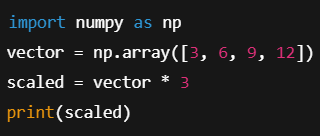 import numpy as np
vector = np.array([3, 6, 9, 12])
scaled = vector * 3
print(scaled)